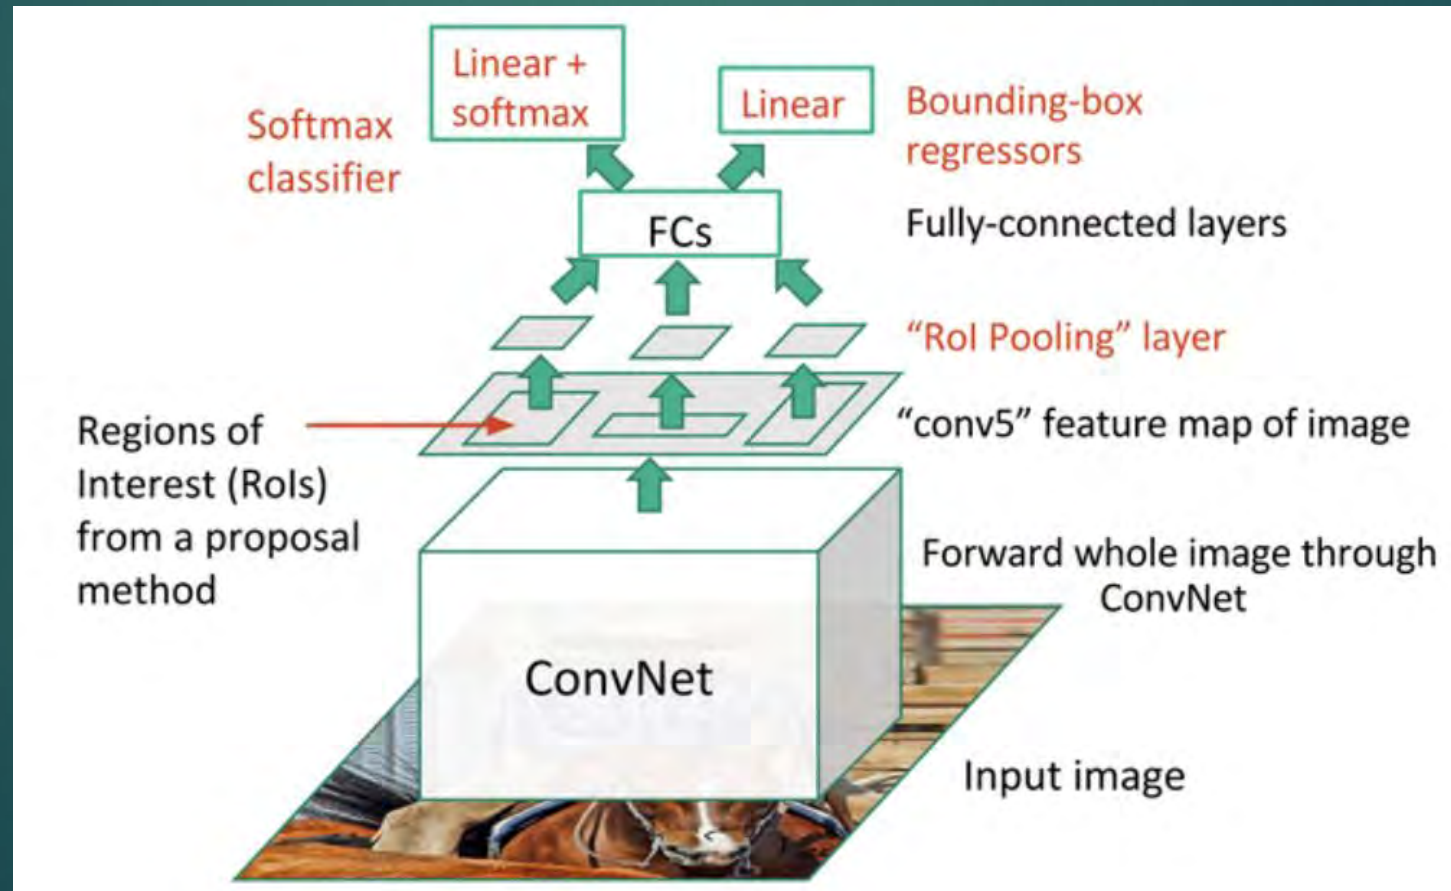 Linear +
softmax
Linear
Softmax
classifier
Bounding-box
regressors
FCs
Fully-connected layers
“RoI Pooling” layer
Regions of
Interest (RoIs)
from a proposal
method
“conv5” feature map of image
Forward whole image through
ConvNet
ConvNet
Input image